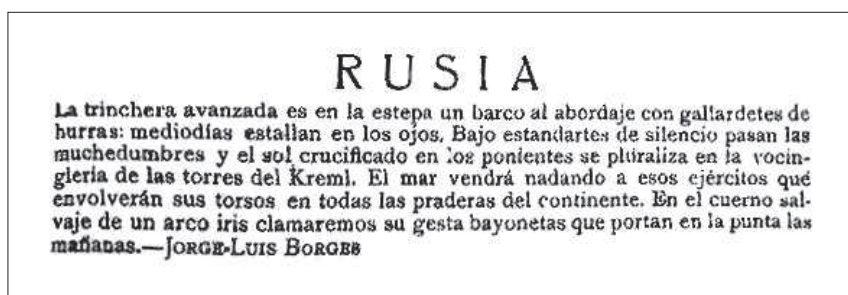 RUSIA
La trinchera avanzada es en la estepa un barco al abordaje con gallardetes de
hurras: mediodías estallan en los ojos. Bajo estandartes de silencio pasan las
muchedumbres y el sol crucificado en los ponientes se pluraliza en la vocin-
glería de las torres del Kreml. El mar vendrá nadando a esos ejércitos que
envolverán sus torsos en todas las praderas del continente. En el cuerno sal-
vaje de un arco iris clamaremos su gesta bayonetas que portan en la punta las
mañanas.—JORGE-LUIS BORGES